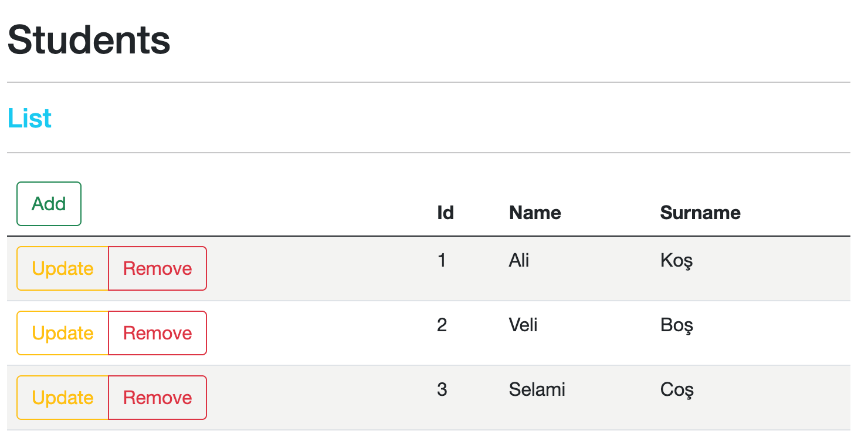 Students
List
Add Id Name Surname
Update Remove 1 Ali Koş
Update Remove 2 Veli Boş
Update Remove 3 Selami Coş